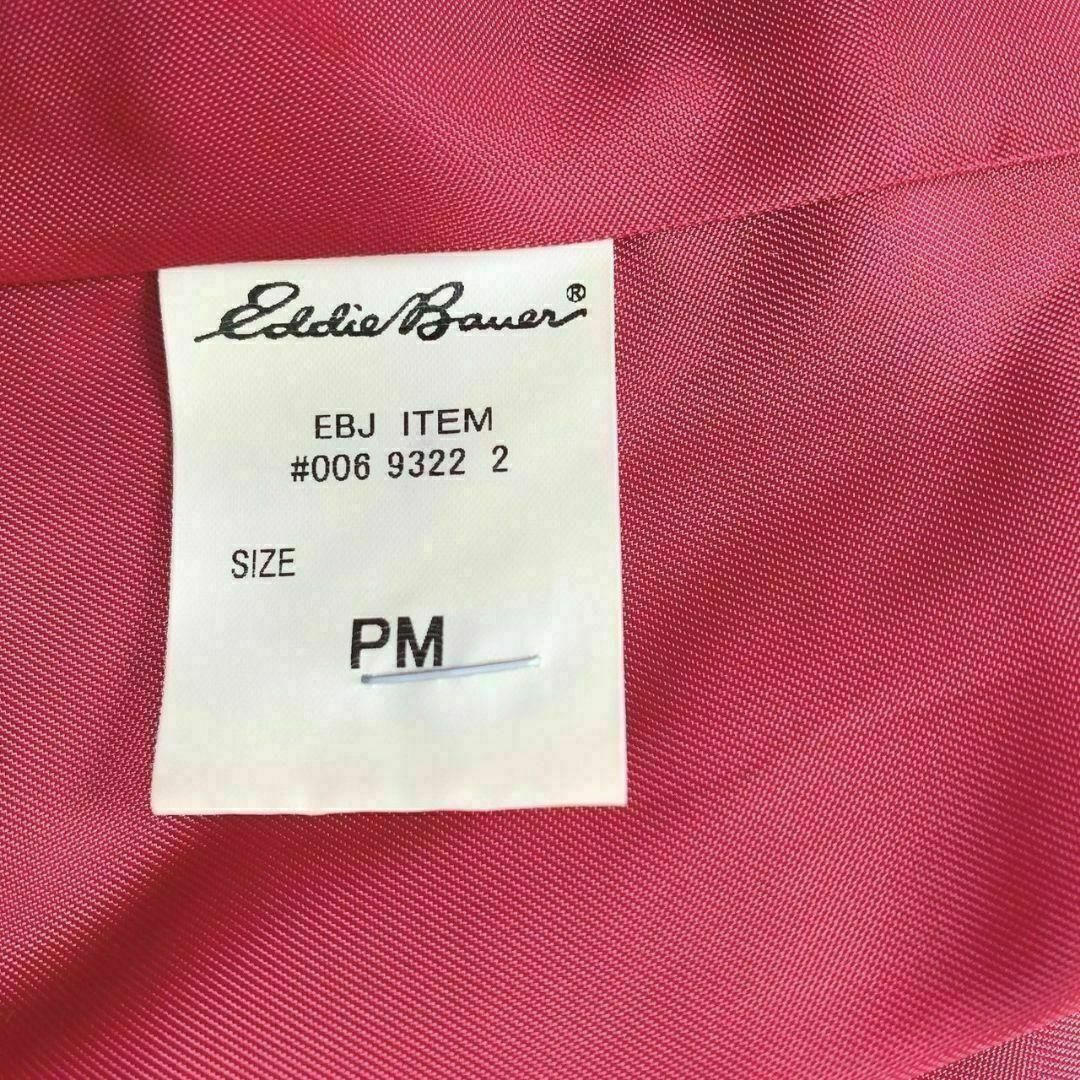 Eddie Bauer®
EBJ ITEM
#006 9322 2
SIZE
PM